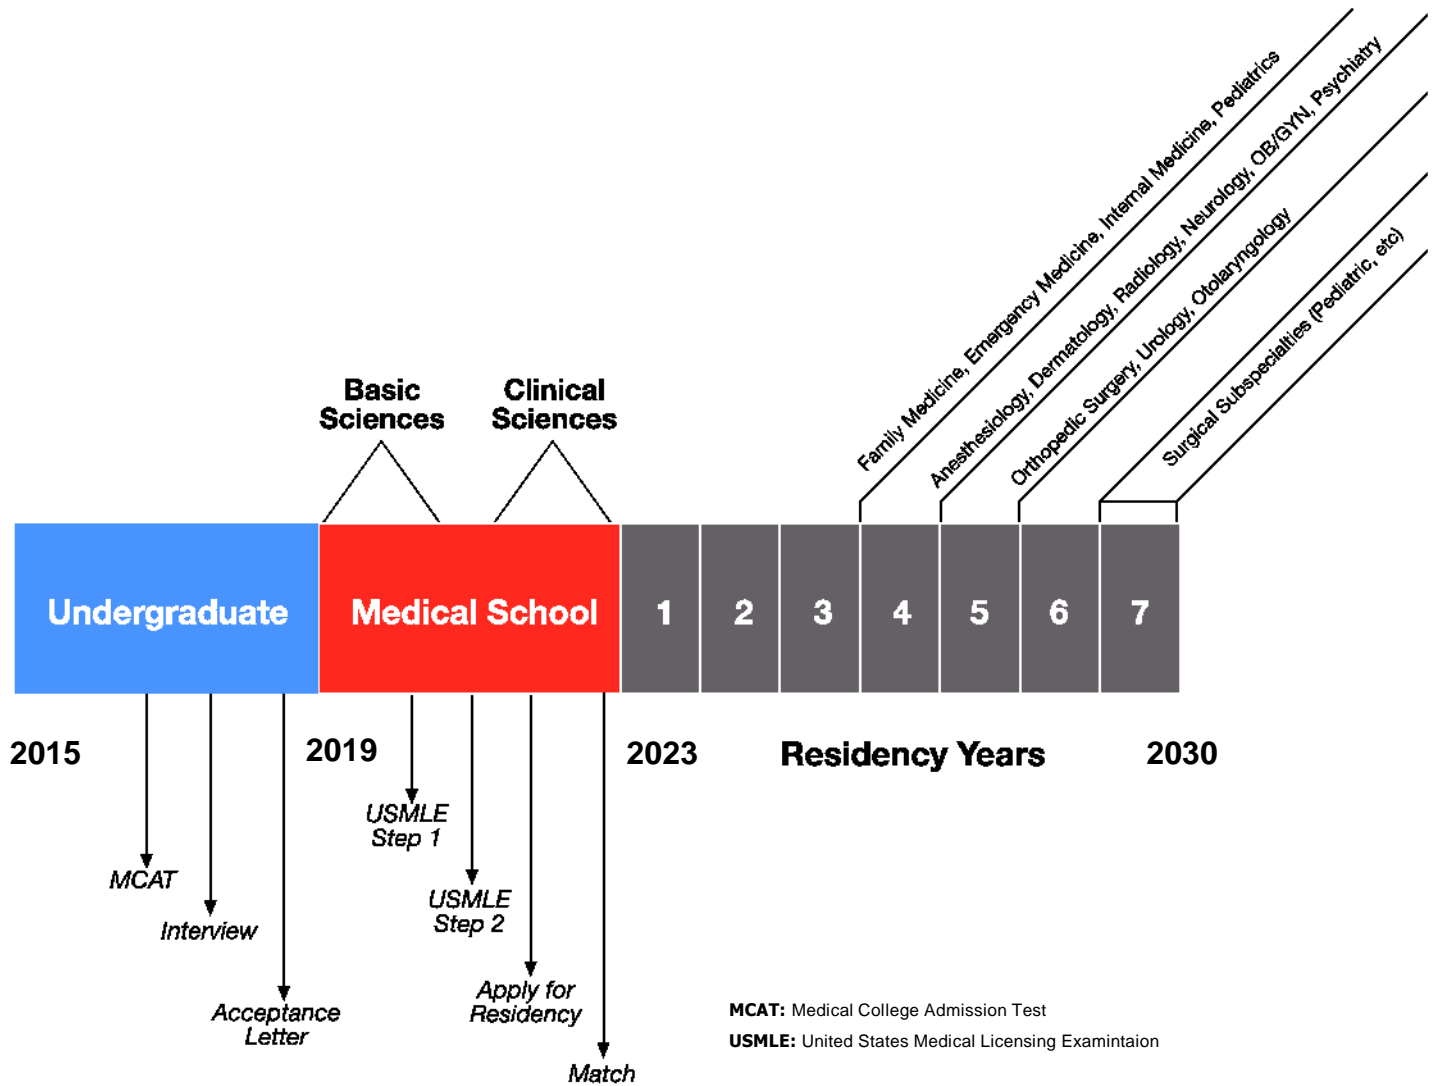 Family Medicine, Emergency Medicine, Internal Medicine, Pediatrics
Anesthesiology, Dermatology, Radiology, Neurology, OB/GYN, Psychiatry
Orthopedic Surgery, Urology, Otolaryngology
Surgical Subspecialties (Pediatric, etc)
Basic
Sciences
Clinical
Sciences
Undergraduate
Medical School
1
2
3
4
5
6
7
2015
2019
2023
Residency Years
2030
USMLE
Step 1
MCAT
USMLE
Step 2
Interview
Acceptance
Letter
Apply for
Residency
Match
MCAT: Medical College Admission Test
USMLE: United States Medical Licensing Examintaion